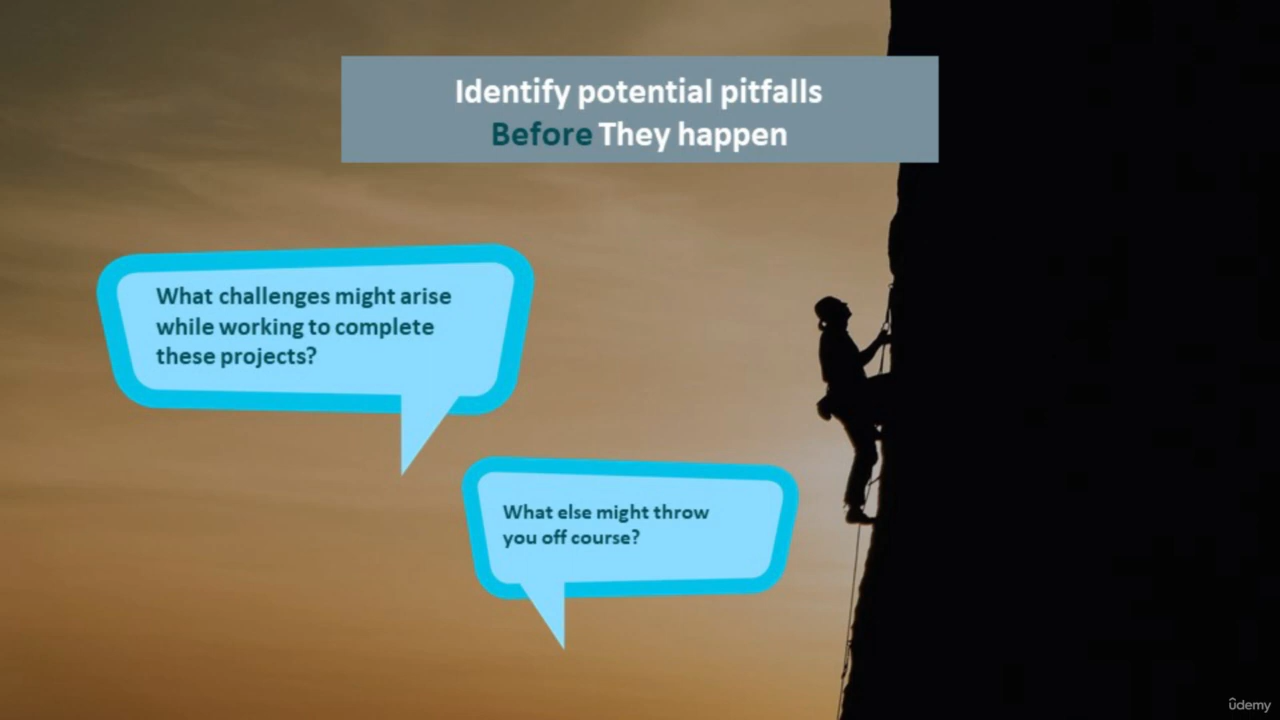 Identify potential pitfalls
Before They happen
What challenges might arise
while working to complete
these projects?
What else might throw
you off course?
ûdemy